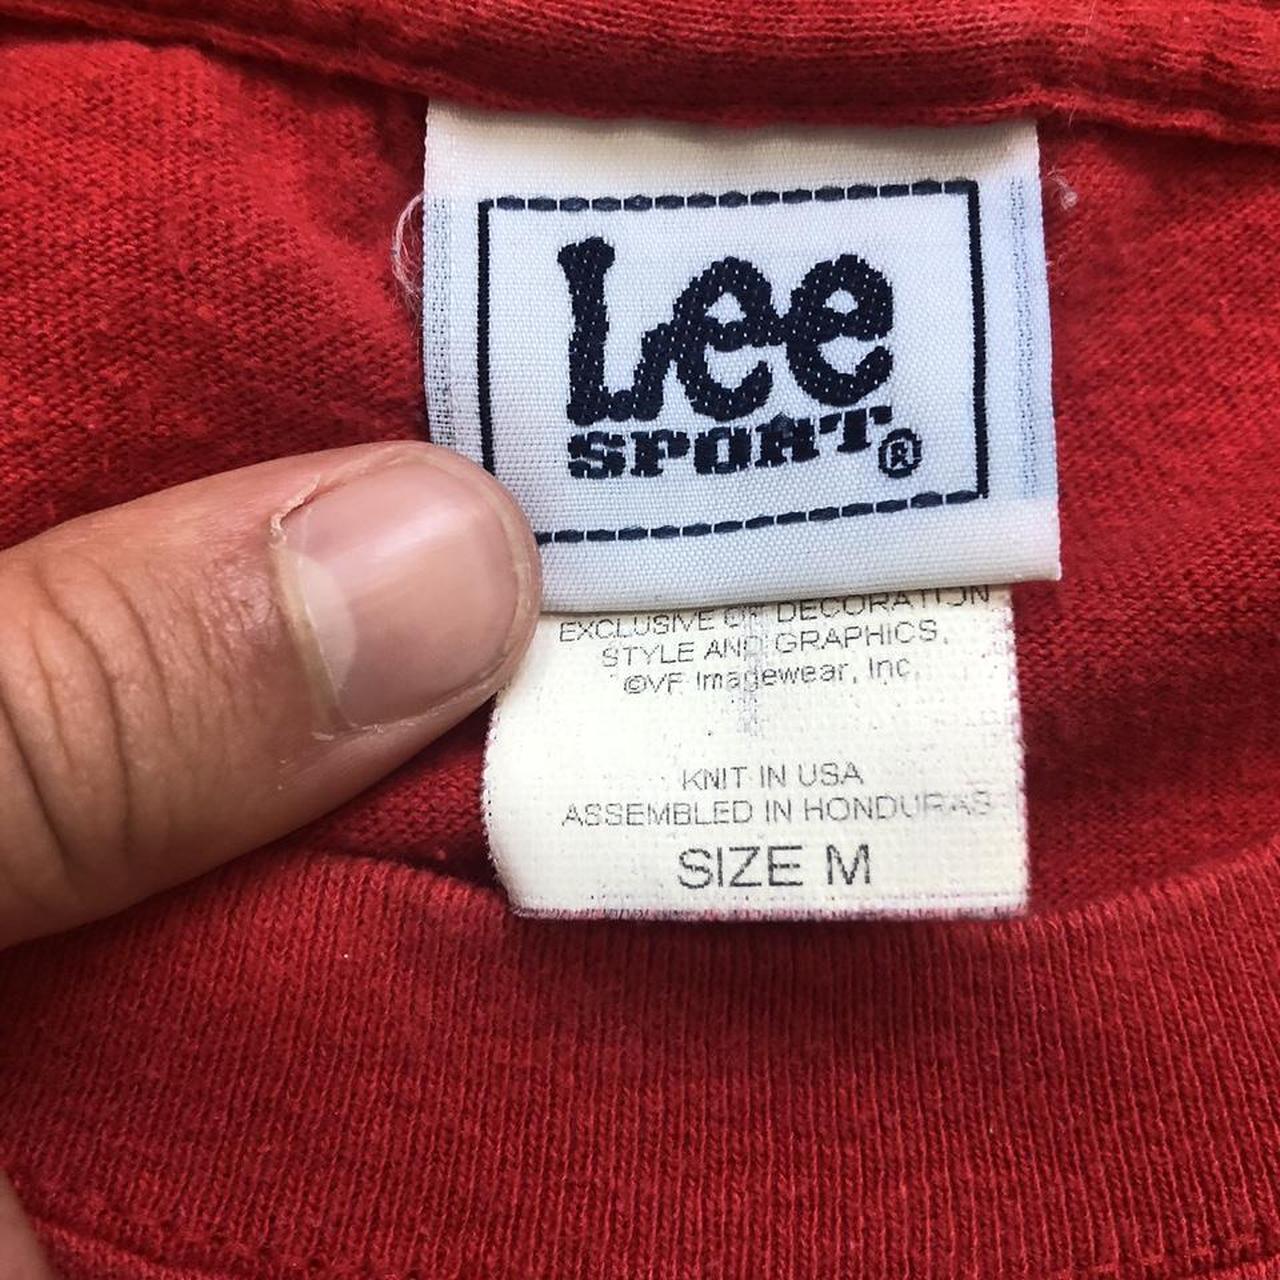 Lee
SPORT®
EXCLUSIVE OF DECORATION
STYLE AND GRAPHICS.
©VF Imagewear, Inc.
KNIT IN USA
ASSEMBLED IN HONDURAS
SIZE M